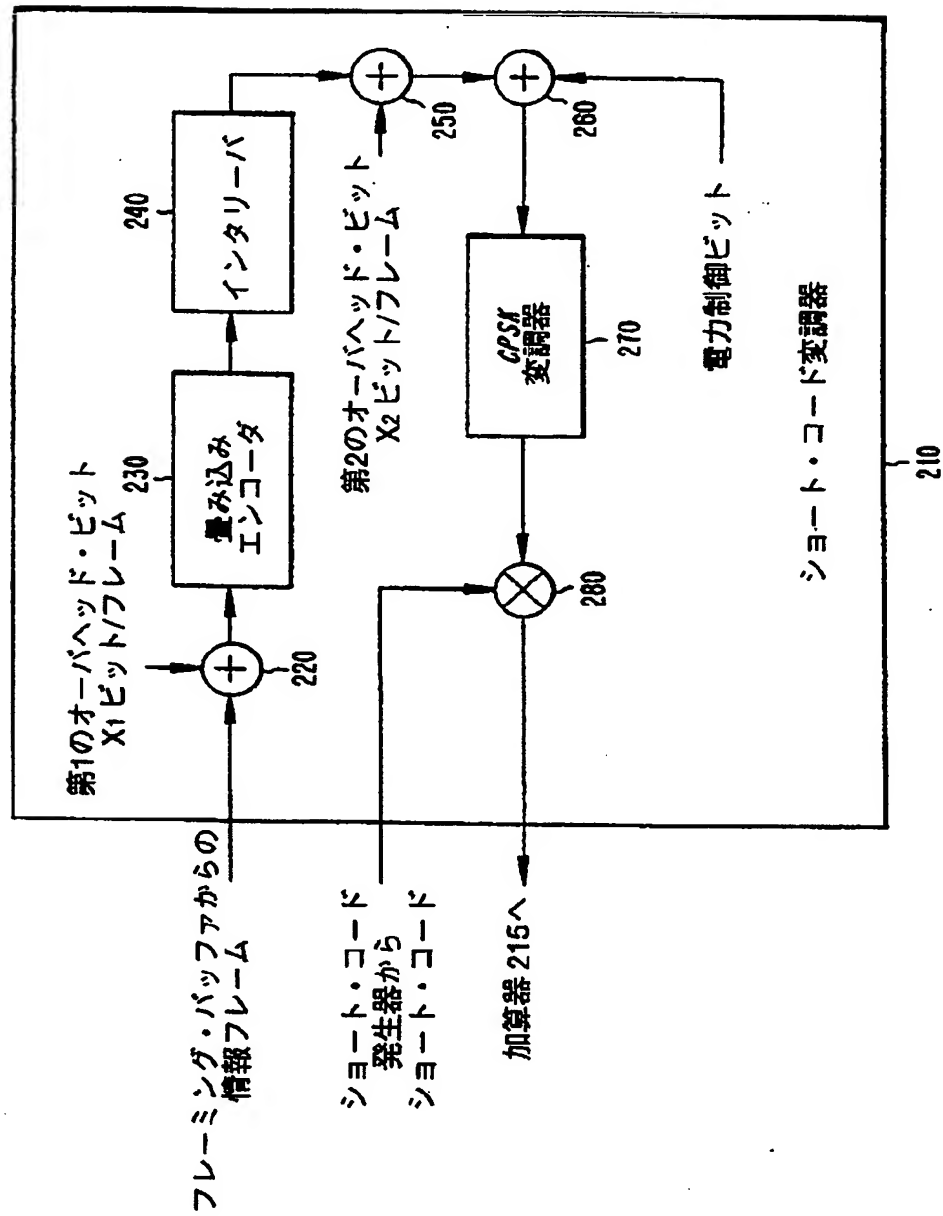 フレーミング・バッファからの
情報フレーム
第1のオーバヘッド・ビット
X1 ビット/フレーム
220
230
畳み込み
エンコーダ
240
インタリーバ
250
第2のオーバヘッド・ビット
X2 ビット/フレーム
260
CPSK
変調器
270
電力制御ビット
280
ショート・コード
発生器から
ショート・コード
加算器 215へ
ショート・コード変調器
210